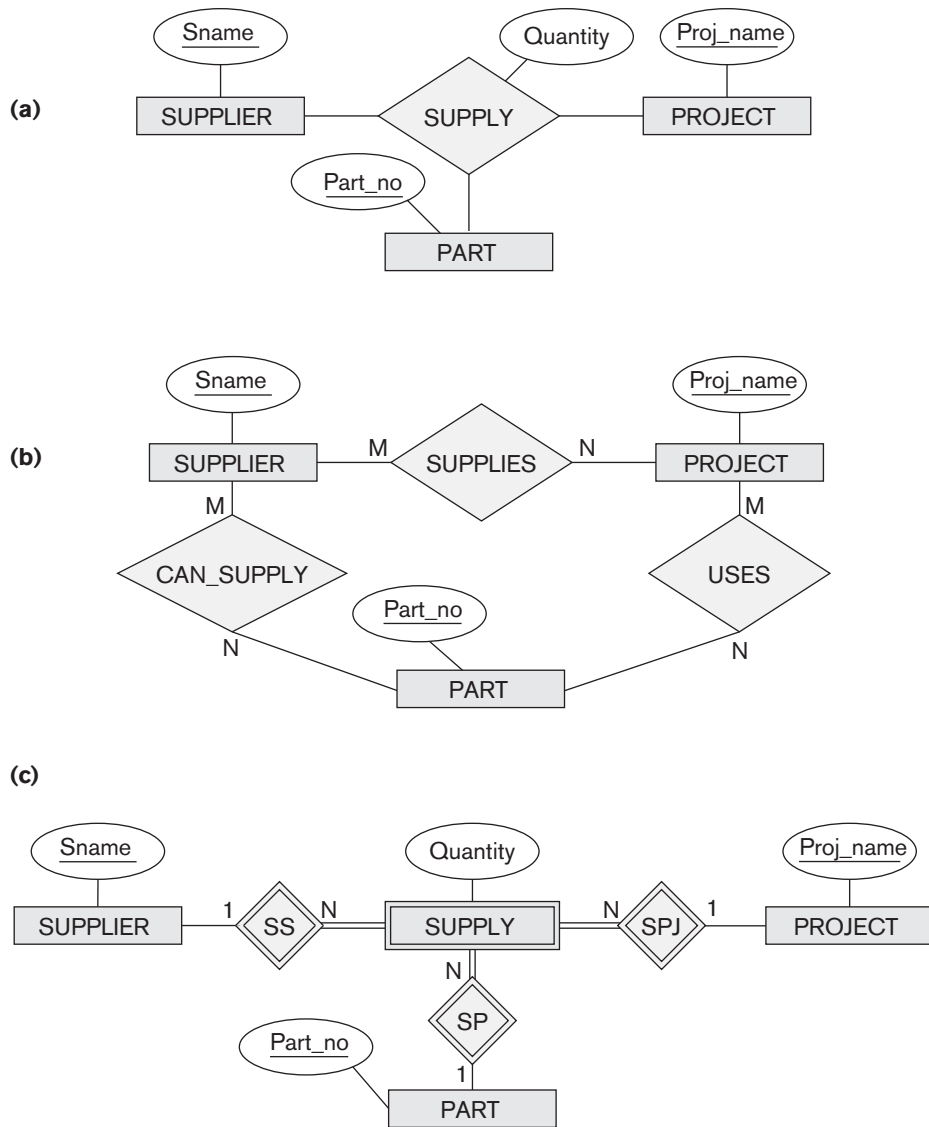 Sname
Quantity
Proj_name
(a)
SUPPLIER
SUPPLY
PROJECT
Part_no
PART
Sname
Proj_name
(b)
SUPPLIER
M
SUPPLIES
N
PROJECT
M
M
CAN_SUPPLY
USES
Part_no
N
N
PART
(c)
Sname
Quantity
Proj_name
SUPPLIER
1
SS
N
SUPPLY
N
SPJ
1
PROJECT
N
SP
Part_no
1
PART